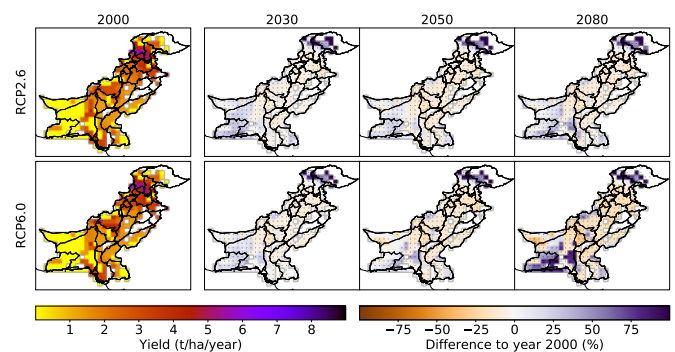 2000 2030 2050 2080
RCP2.6
RCP6.0
1 2 3 4 5 6 7 8
Yield (t/ha/year)
−75 −50 −25 0 25 50 75
Difference to year 2000 (%)